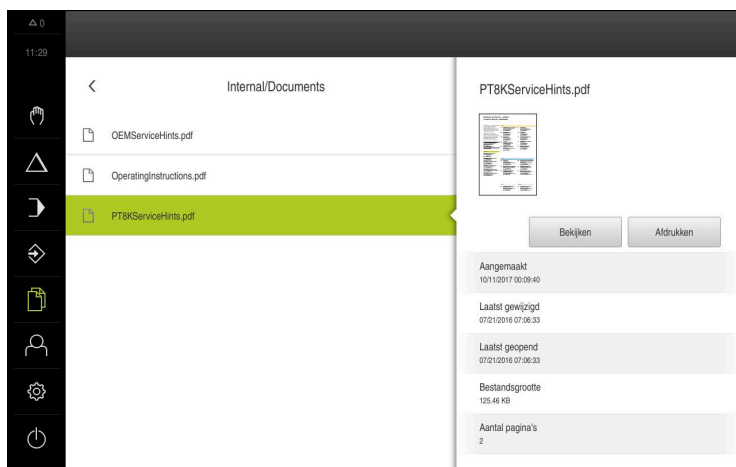 0
11:29
Internal/Documents
OEMServiceHints.pdf
OperatingInstructions.pdf
PT8KServiceHints.pdf
PT8KServiceHints.pdf
Bekijken
Afdrukken
Aangemaakt
10/11/2017 00:09:40
Laatst gewijzigd
07/21/2016 07:06:33
Laatst geopend
07/21/2016 07:06:33
Bestandsgrootte
125.46 KB
Aantal pagina's
2